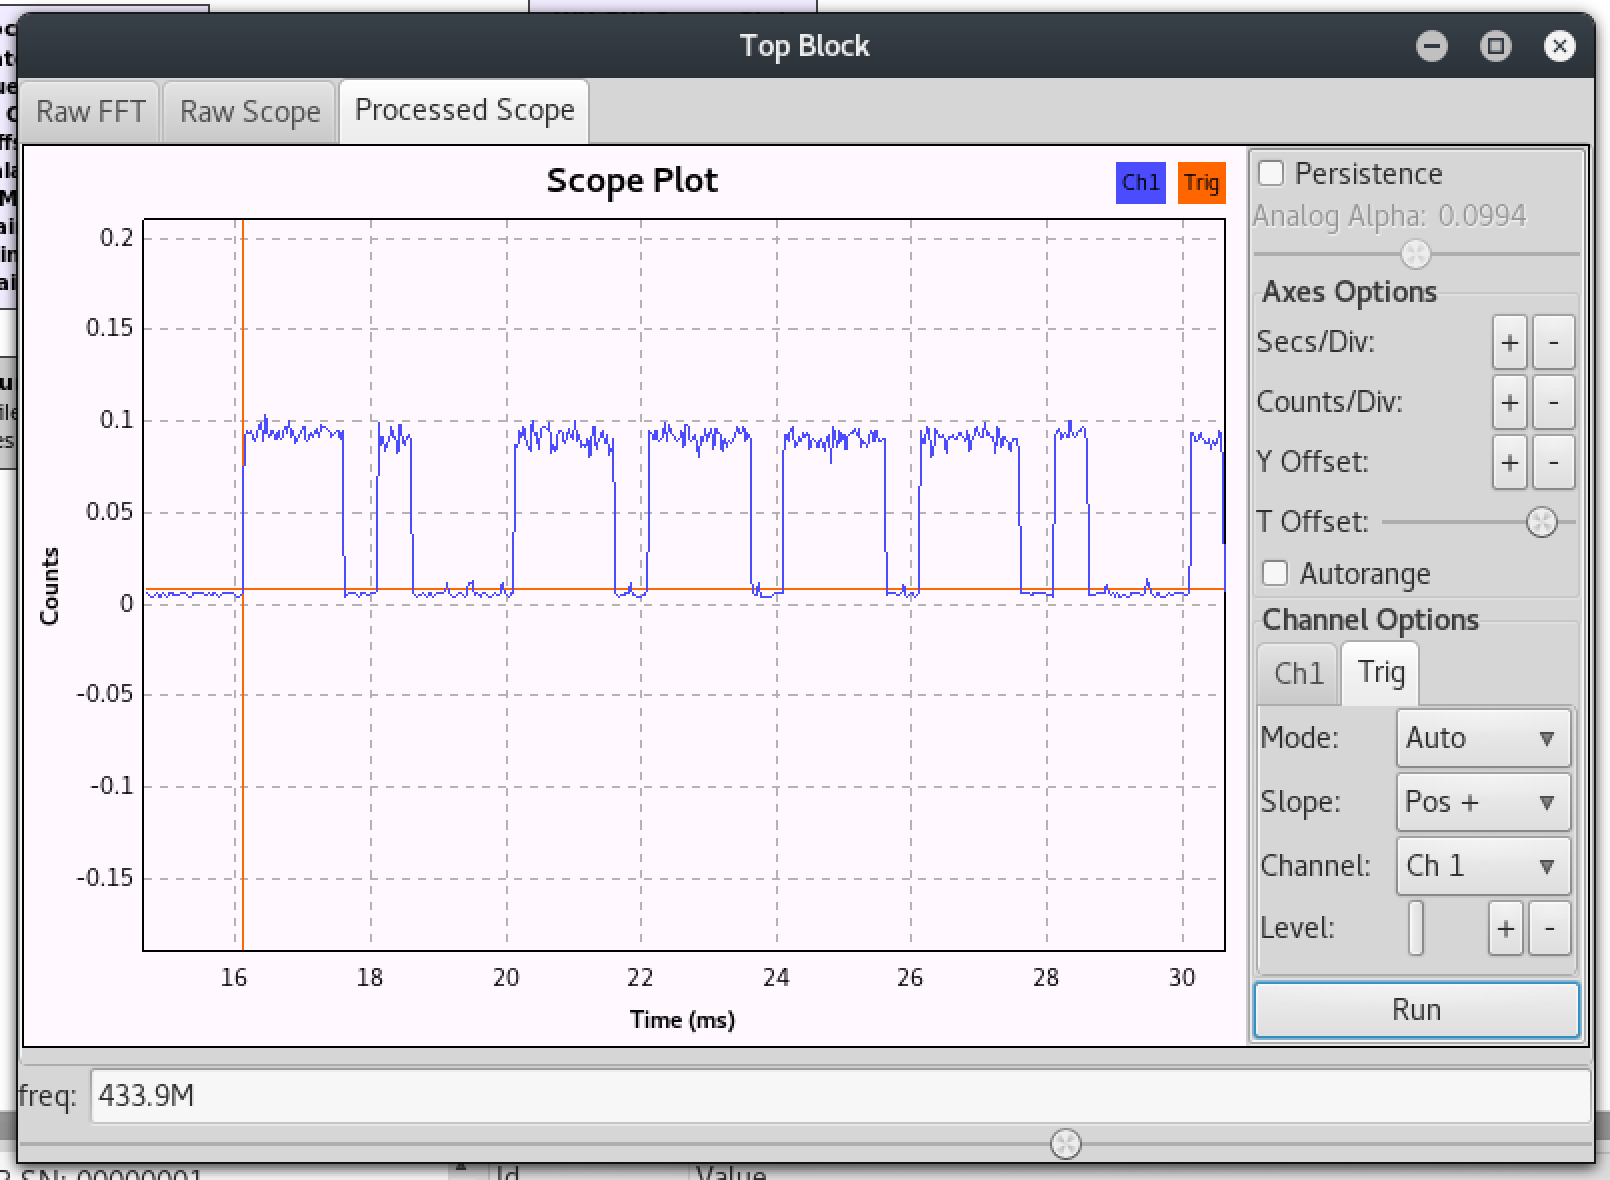 Top Block
Raw FFT
Raw Scope
Processed Scope
Scope Plot
Ch1
Trig
0.2
0.15
0.1
0.05
0
-0.05
-0.1
-0.15
Counts
16 18 20 22 24 26 28 30
Time (ms)
Persistence
Analog Alpha: 0.0994
Axes Options
Secs/Div: + -
Counts/Div: + -
Y Offset: + -
T Offset:
Autorange
Channel Options
Ch1 Trig
Mode: Auto
Slope: Pos +
Channel: Ch 1
Level: + -
Run
freq: 433.9M
SN: 00000001
Id
Value